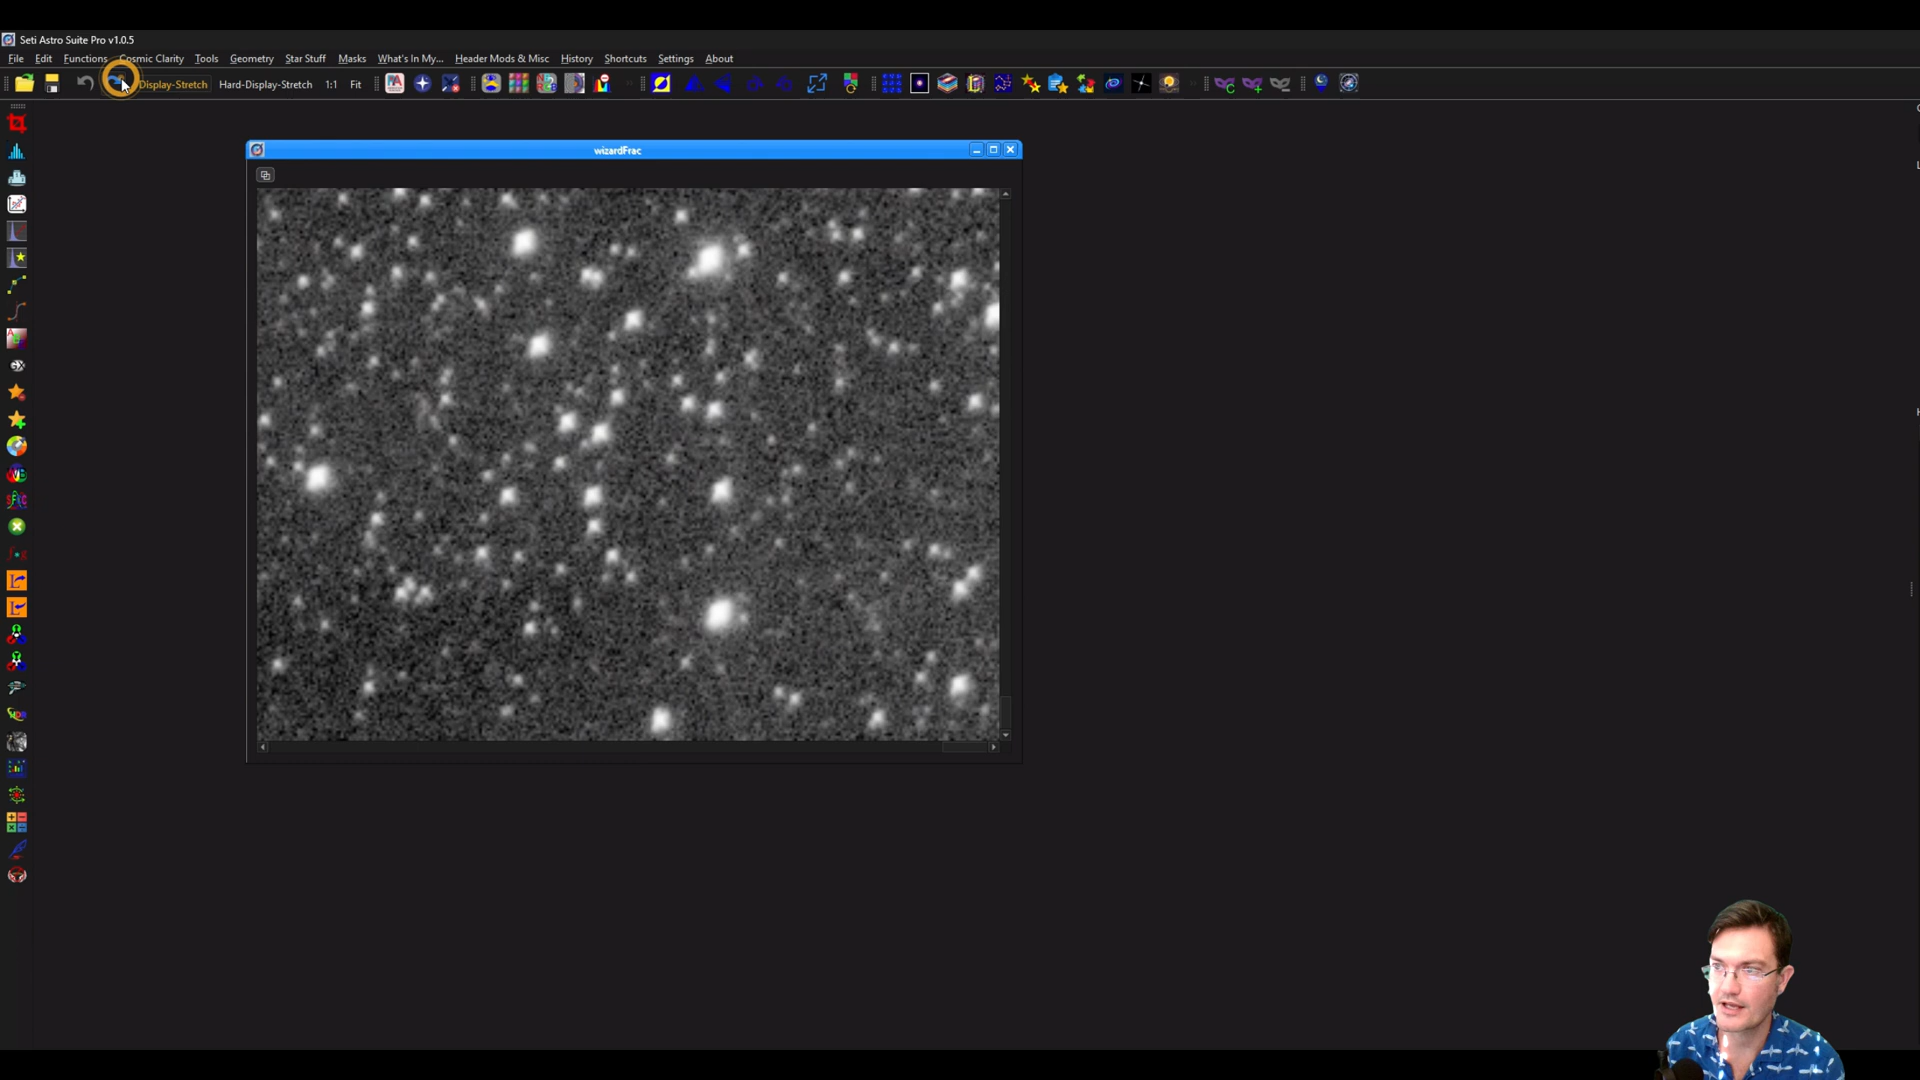 Seti Astro Suite Pro v1.0.5
File Edit Functions Cosmic Clarity Tools Geometry Star Stuff Masks What's In My... Header Mods & Misc History Shortcuts Settings About
Display-Stretch Hard-Display-Stretch 1:1 Fit
wizardFrac